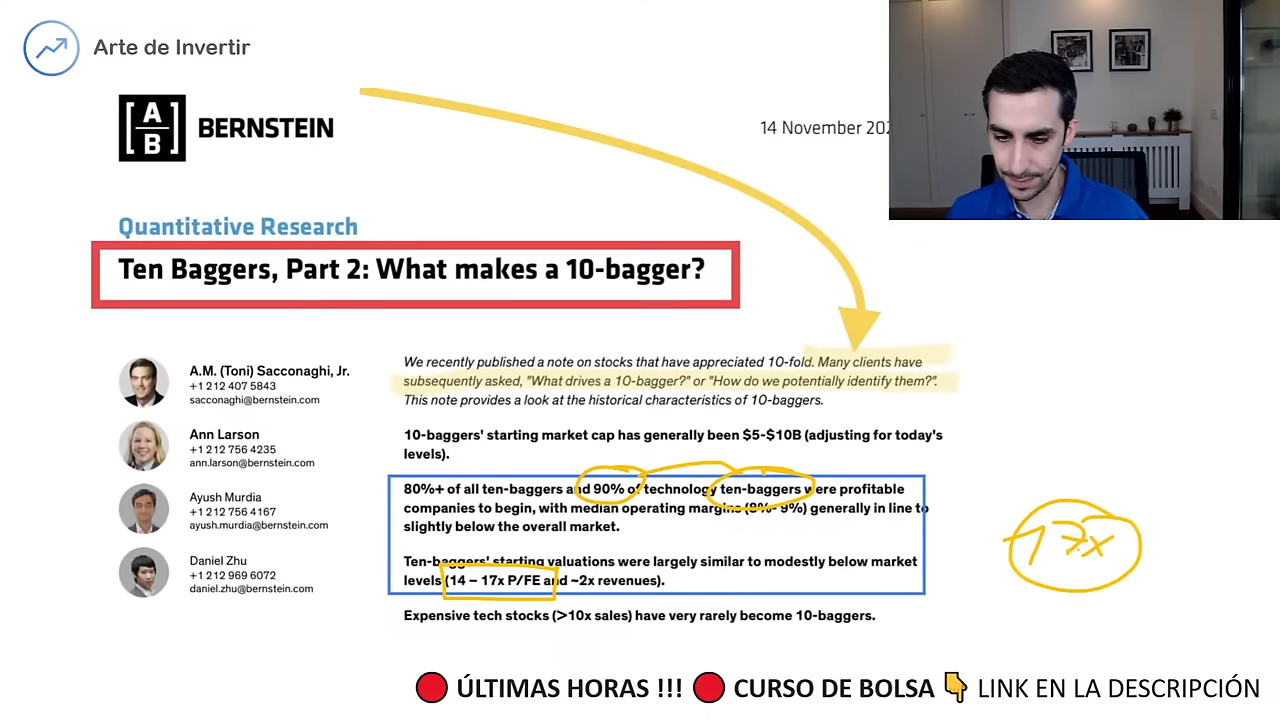 Arte de Invertir
[A B] BERNSTEIN
14 November 202
Quantitative Research
Ten Baggers, Part 2: What makes a 10-bagger?
A.M. (Toni) Sacconaghi, Jr.
+1 212 407 5843
sacconaghi@bernstein.com
Ann Larson
+1 212 756 4235
ann.larson@bernstein.com
Ayush Murdia
+1 212 756 4167
ayush.murdia@bernstein.com
Daniel Zhu
+1 212 969 6072
daniel.zhu@bernstein.com
We recently published a note on stocks that have appreciated 10-fold. Many clients have
subsequently asked, "What drives a 10-bagger?" or "How do we potentially identify them?".
This note provides a look at the historical characteristics of 10-baggers.
10-baggers' starting market cap has generally been $5-$10B (adjusting for today's
levels).
80%+ of all ten-baggers and 90% of technology ten-baggers were profitable
companies to begin, with median operating margins (8%- 9%) generally in line to
slightly below the overall market.
Ten-baggers' starting valuations were largely similar to modestly below market
levels (14 – 17x P/FE and ~2x revenues).
Expensive tech stocks (>10x sales) have very rarely become 10-baggers.
17x
🔴 ÚLTIMAS HORAS !!! 🔴 CURSO DE BOLSA 👇 LINK EN LA DESCRIPCIÓN